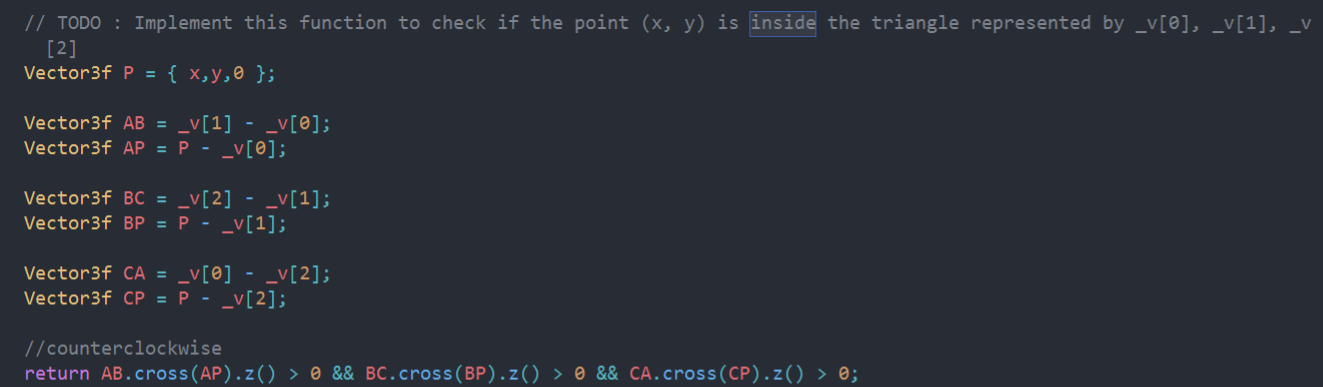 // TODO : Implement this function to check if the point (x, y) is inside the triangle represented by _v[0], _v[1], _v
[2]
Vector3f P = { x,y,0 };
Vector3f AB = _v[1] - _v[0];
Vector3f AP = P - _v[0];
Vector3f BC = _v[2] - _v[1];
Vector3f BP = P - _v[1];
Vector3f CA = _v[0] - _v[2];
Vector3f CP = P - _v[2];
//counterclockwise
return AB.cross(AP).z() > 0 && BC.cross(BP).z() > 0 && CA.cross(CP).z() > 0;